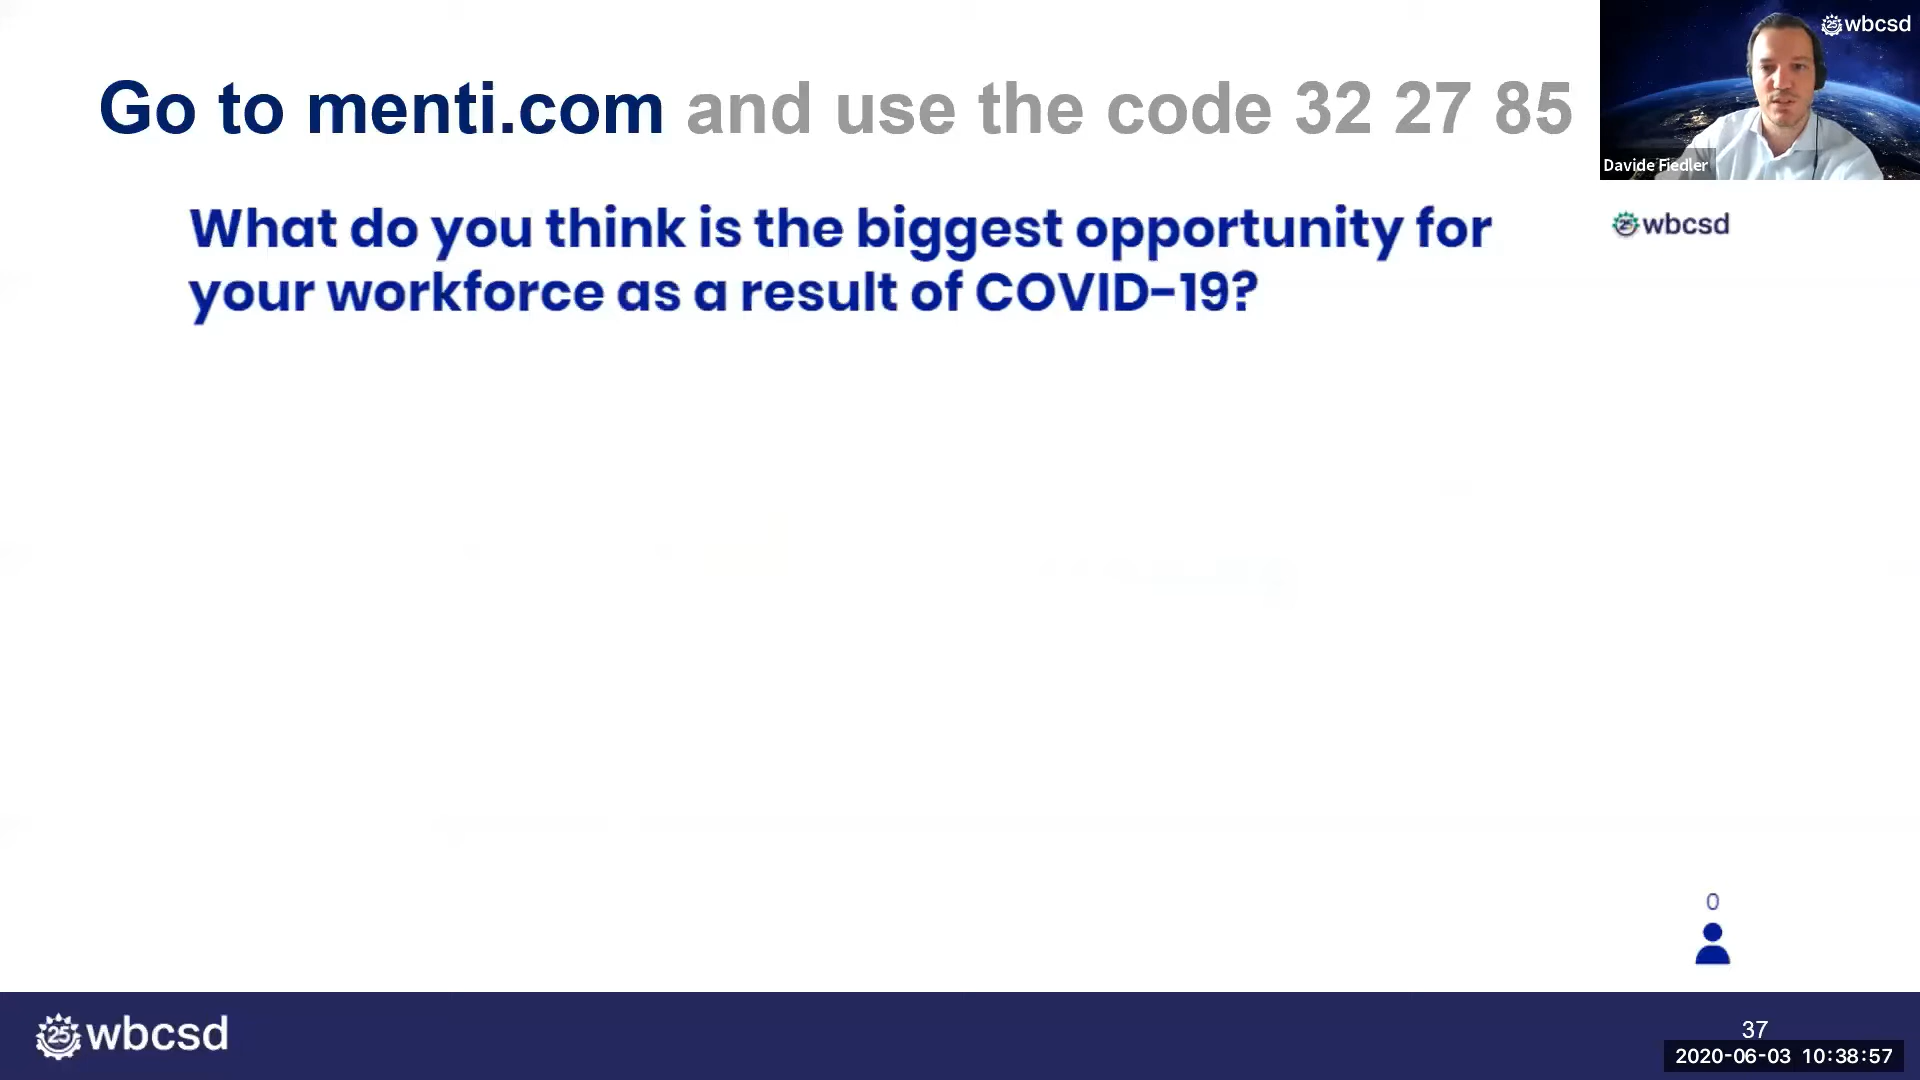 Go to menti.com and use the code 32 27 85
wbcsd
Davide Fiedler
What do you think is the biggest opportunity for
your workforce as a result of COVID-19?
25 wbcsd
0
25 wbcsd
37
2020-06-03 10:38:57